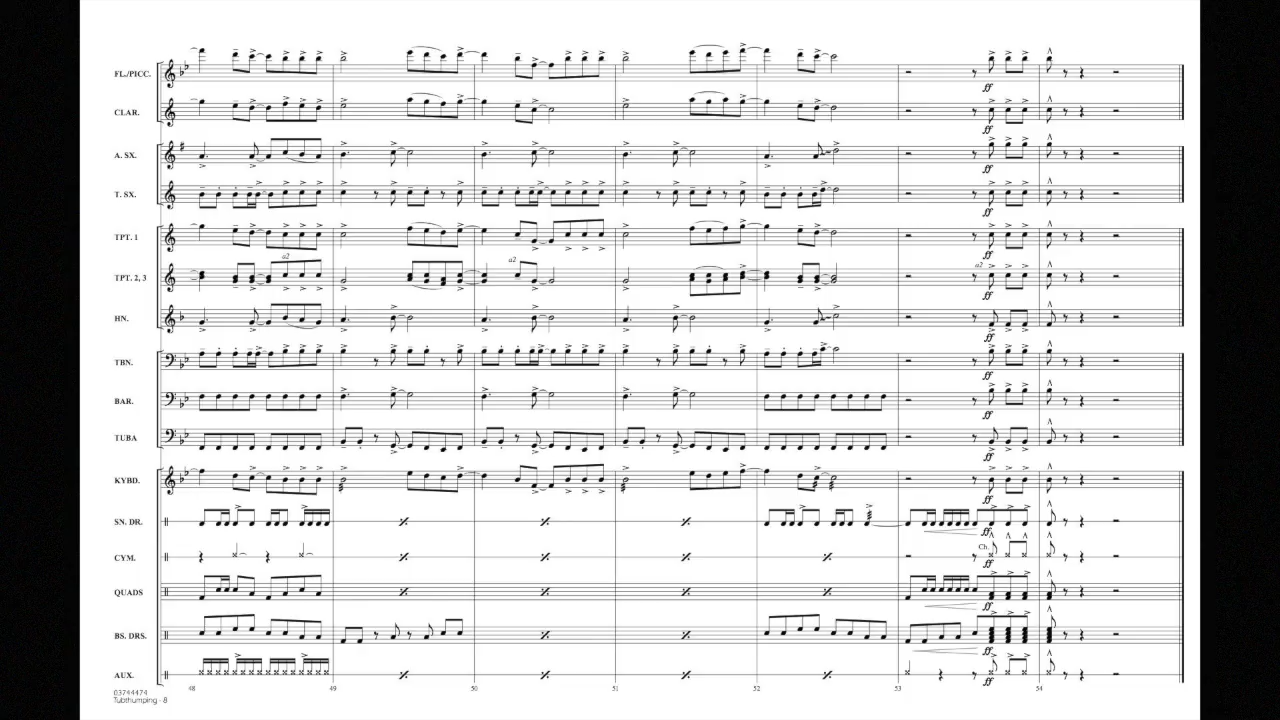 FL./PICC.
ff
CLAR.
ff
A. SX.
ff
T. SX.
ff
TPT. 1
ff
a2 a2 a2
TPT. 2, 3
ff
HN.
ff
TBN.
ff
BAR.
ff
TUBA
ff
KYBD.
ff
SN. DR.
ff
Ch.
CYM.
ff
QUADS
ff
BS. DRS.
ff
AUX.
ff
48 49 50 51 52 53 54
03744474
Tubthumping - 8